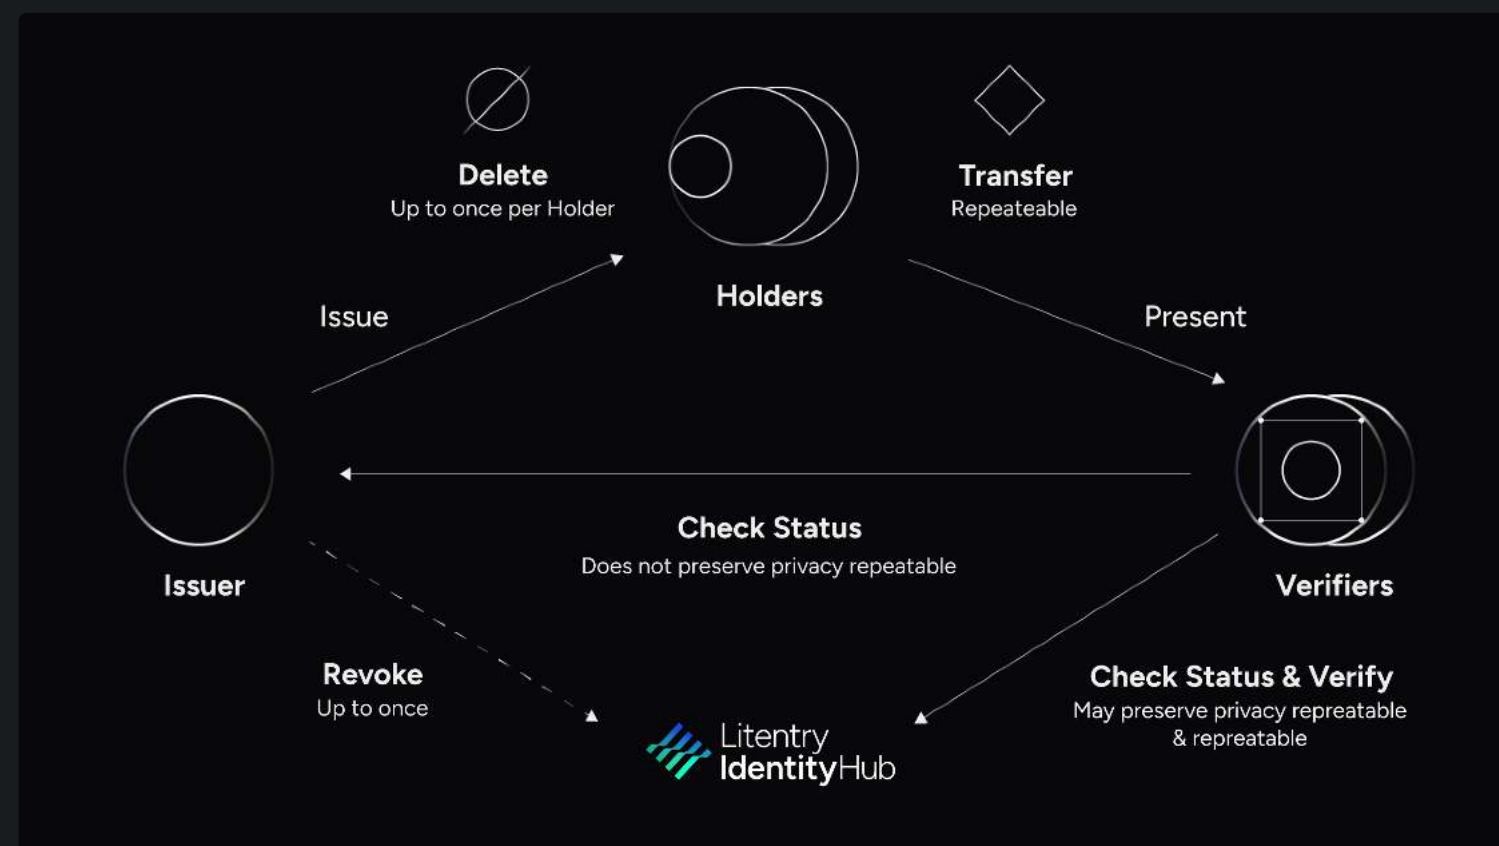 Delete
Up to once per Holder
Transfer
Repeateable
Holders
Issue
Present
Check Status
Does not preserve privacy repeatable
Issuer
Verifiers
Revoke
Up to once
Check Status & Verify
May preserve privacy repreatable
& repreatable
Litentry
IdentityHub